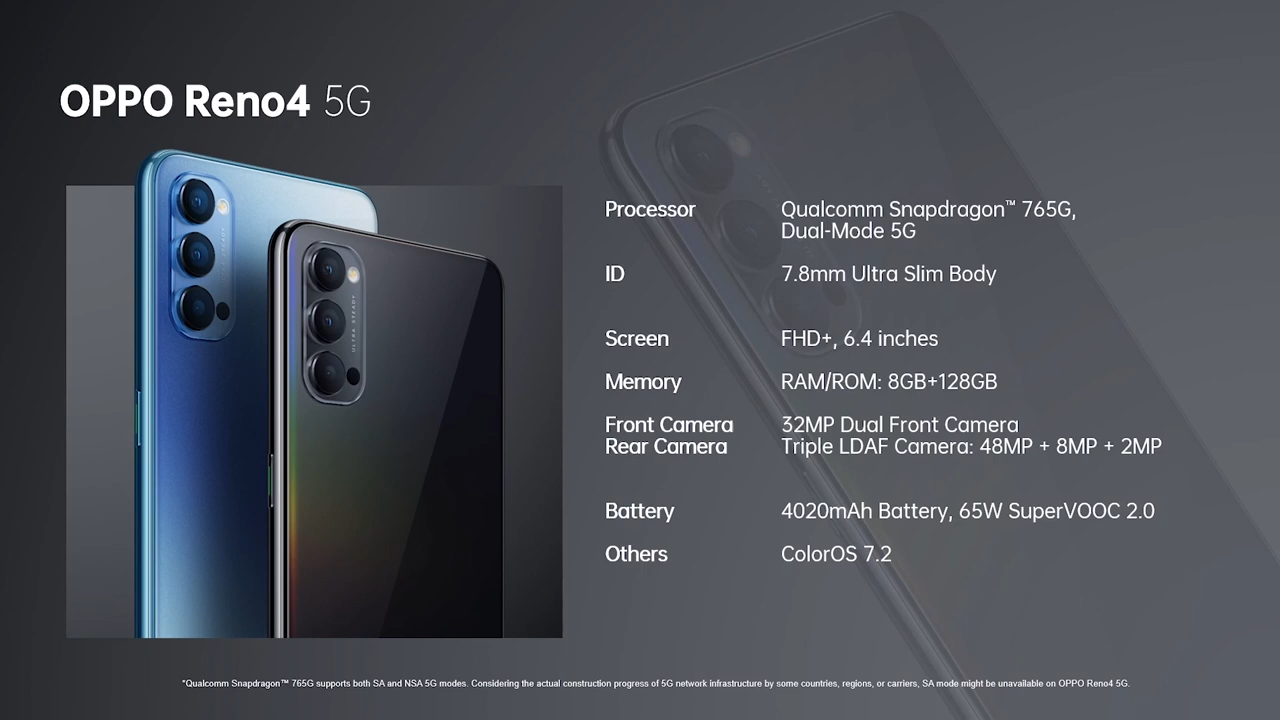 OPPO Reno4 5G
Processor Qualcomm Snapdragon™ 765G,
Dual-Mode 5G
ID 7.8mm Ultra Slim Body
Screen FHD+, 6.4 inches
Memory RAM/ROM: 8GB+128GB
Front Camera 32MP Dual Front Camera
Rear Camera Triple LDAF Camera: 48MP + 8MP + 2MP
Battery 4020mAh Battery, 65W SuperVOOC 2.0
Others ColorOS 7.2
ULTRA STEADY
*Qualcomm Snapdragon™ 765G supports both SA and NSA 5G modes. Considering the actual construction progress of 5G network infrastructure by some countries, regions, or carriers, SA mode might be unavailable on OPPO Reno4 5G.